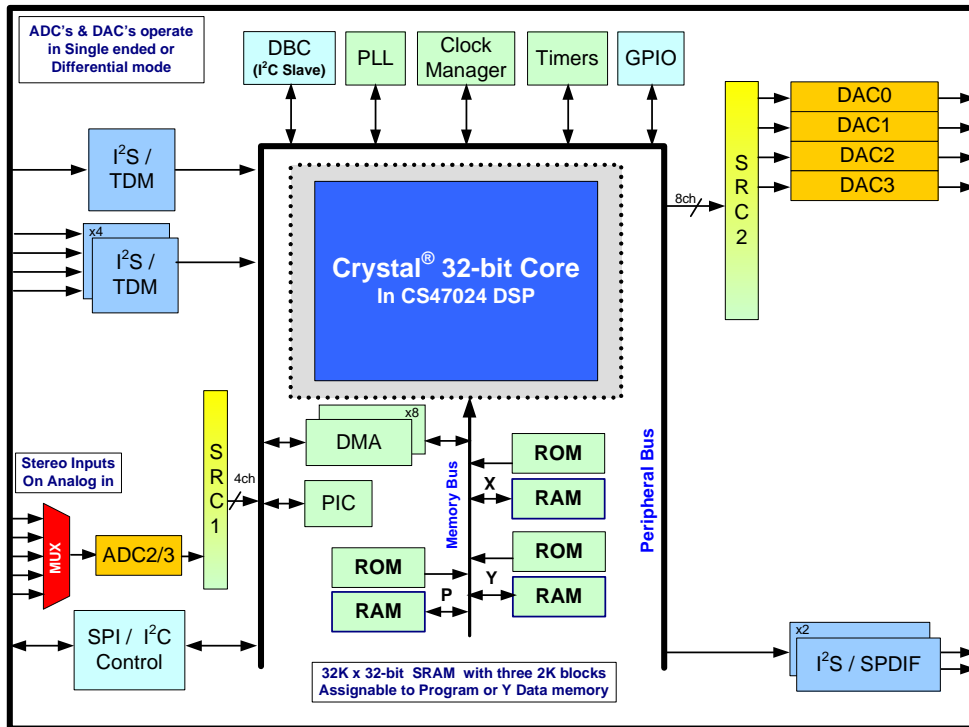 ADC's & DAC's operate
in Single ended or
Differential mode
DBC
(I²C Slave)
PLL
Clock
Manager
Timers
GPIO
I²S /
TDM
x4
I²S /
TDM
Crystal® 32-bit Core
In CS47024 DSP
8ch
SRC2
DAC0
DAC1
DAC2
DAC3
Stereo Inputs
On Analog in
MUX
ADC2/3
SRC1
4ch
x8
DMA
PIC
Memory Bus
ROM
X
RAM
ROM
Y
RAM
ROM
P
RAM
Peripheral Bus
SPI / I²C
Control
32K x 32-bit SRAM with three 2K blocks
Assignable to Program or Y Data memory
x2
I²S / SPDIF